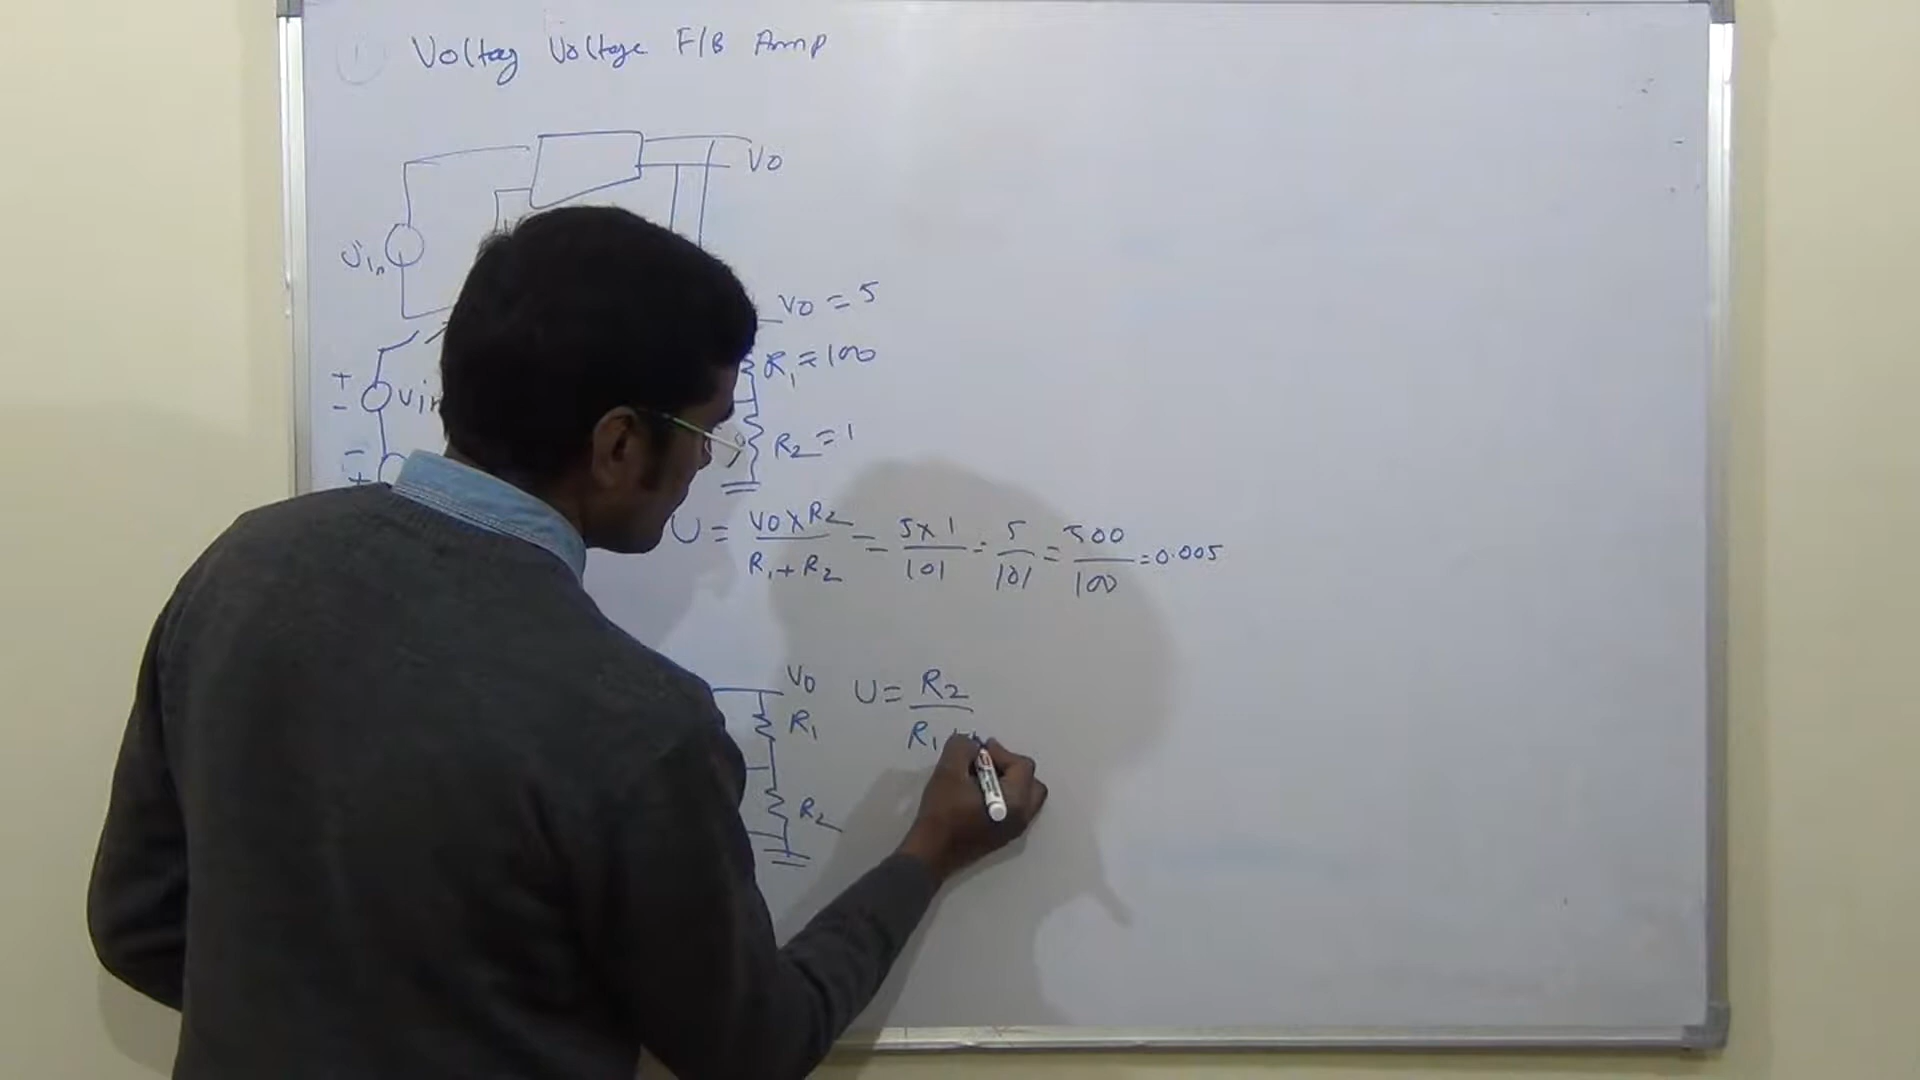 1 Voltag Voltage F/B Amp
Vo
Vin
Vo = 5
R1 = 100
+
-
Vin
R2 = 1
-
+
U = Vo x R2 / R1 + R2 = 5 x 1 / 101 = 5 / 101 = 500 / 100 = 0.005
Vo
U = R2 / R1 +
R1
R2